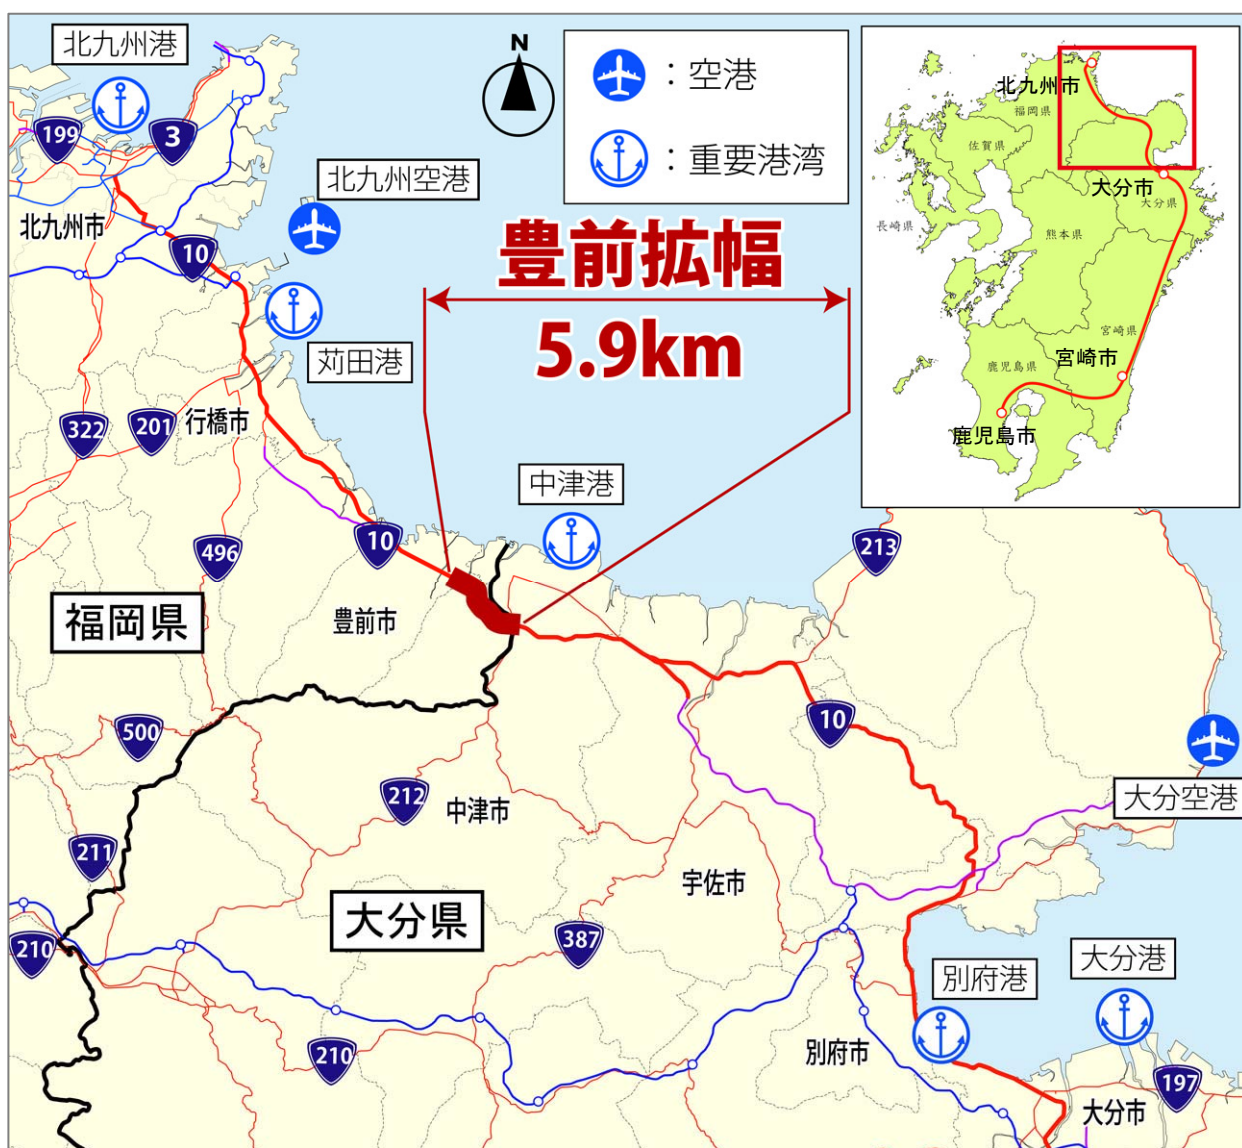 北九州港
N
：空港
：重要港湾
北九州市
福岡県
佐賀県
大分市
大分県
長崎県
熊本県
宮崎県
宮崎市
鹿児島県
鹿児島市
199
3
北九州空港
北九州市
10
豊前拡幅
5.9km
苅田港
322
201
行橋市
中津港
10
496
213
福岡県
豊前市
500
10
大分空港
212
中津市
211
宇佐市
大分県
387
210
別府港
大分港
210
別府市
197
大分市